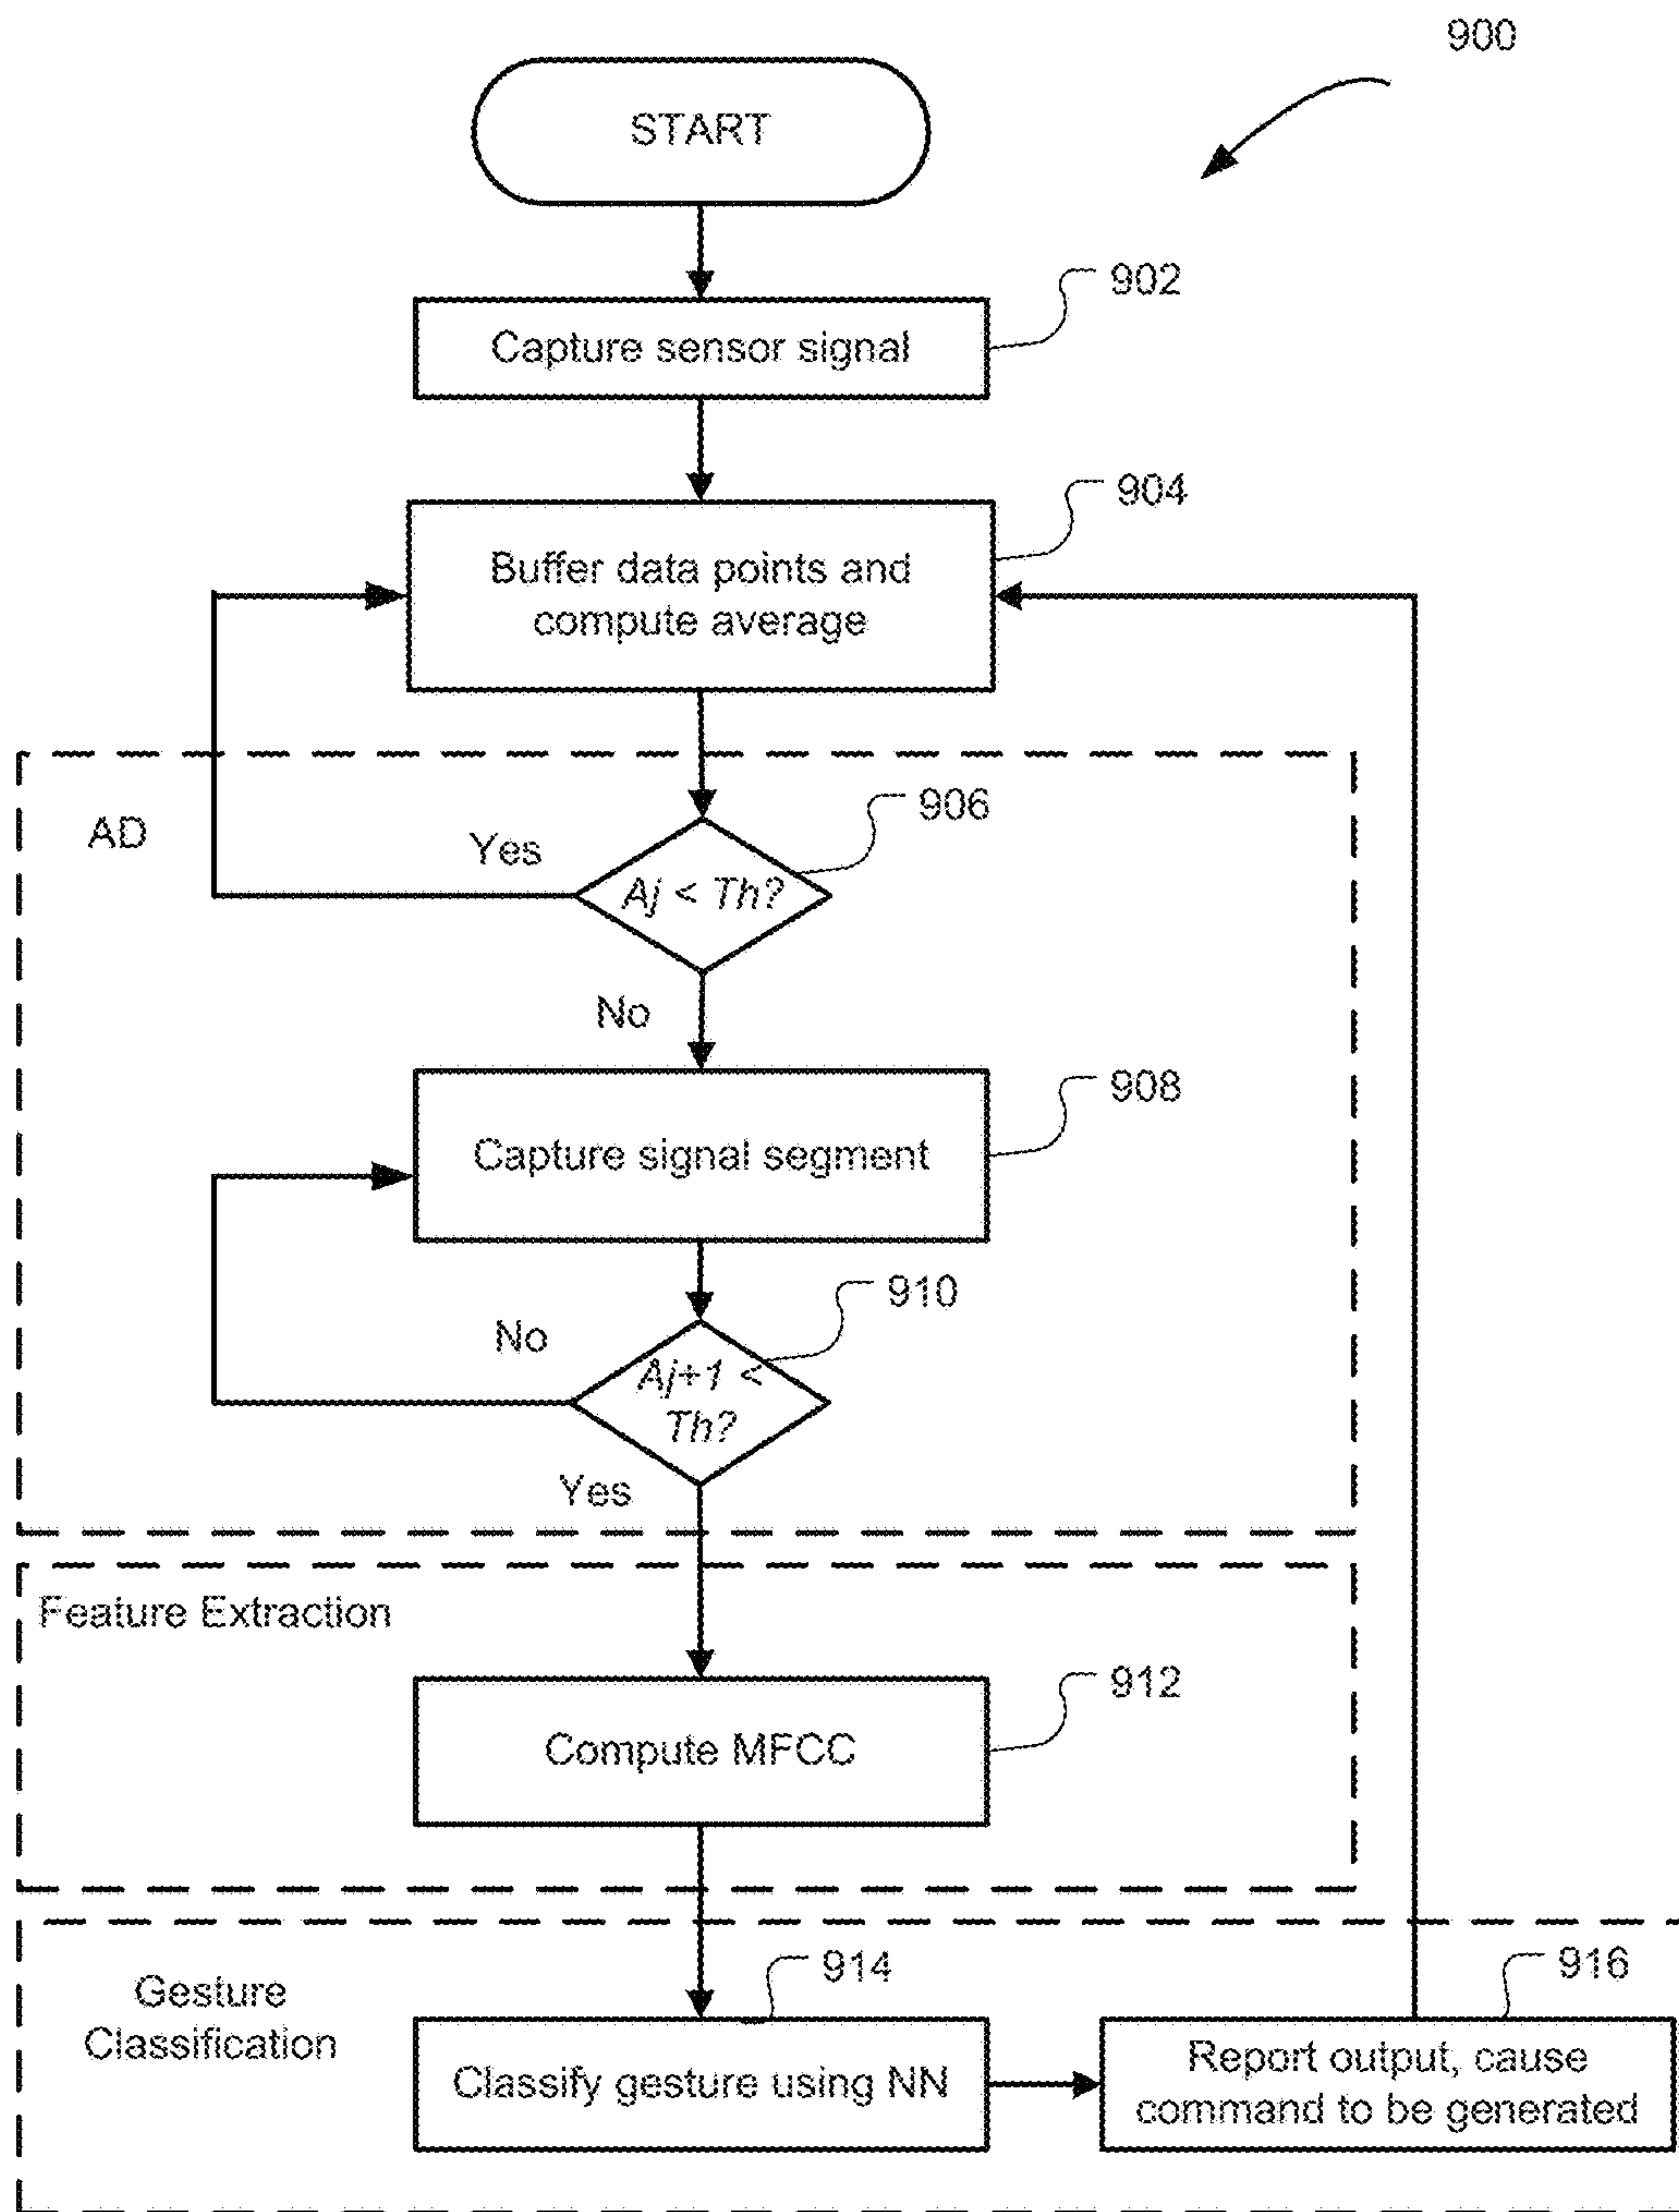 900
START
902
Capture sensor signal
904
Buffer data points and
compute average
AD
906
Yes
Aj < Th?
No
908
Capture signal segment
910
No
Aj+1 <
Th?
Yes
Feature Extraction
912
Compute MFCC
Gesture
Classification
914
Classify gesture using NN
916
Report output, cause
command to be generated